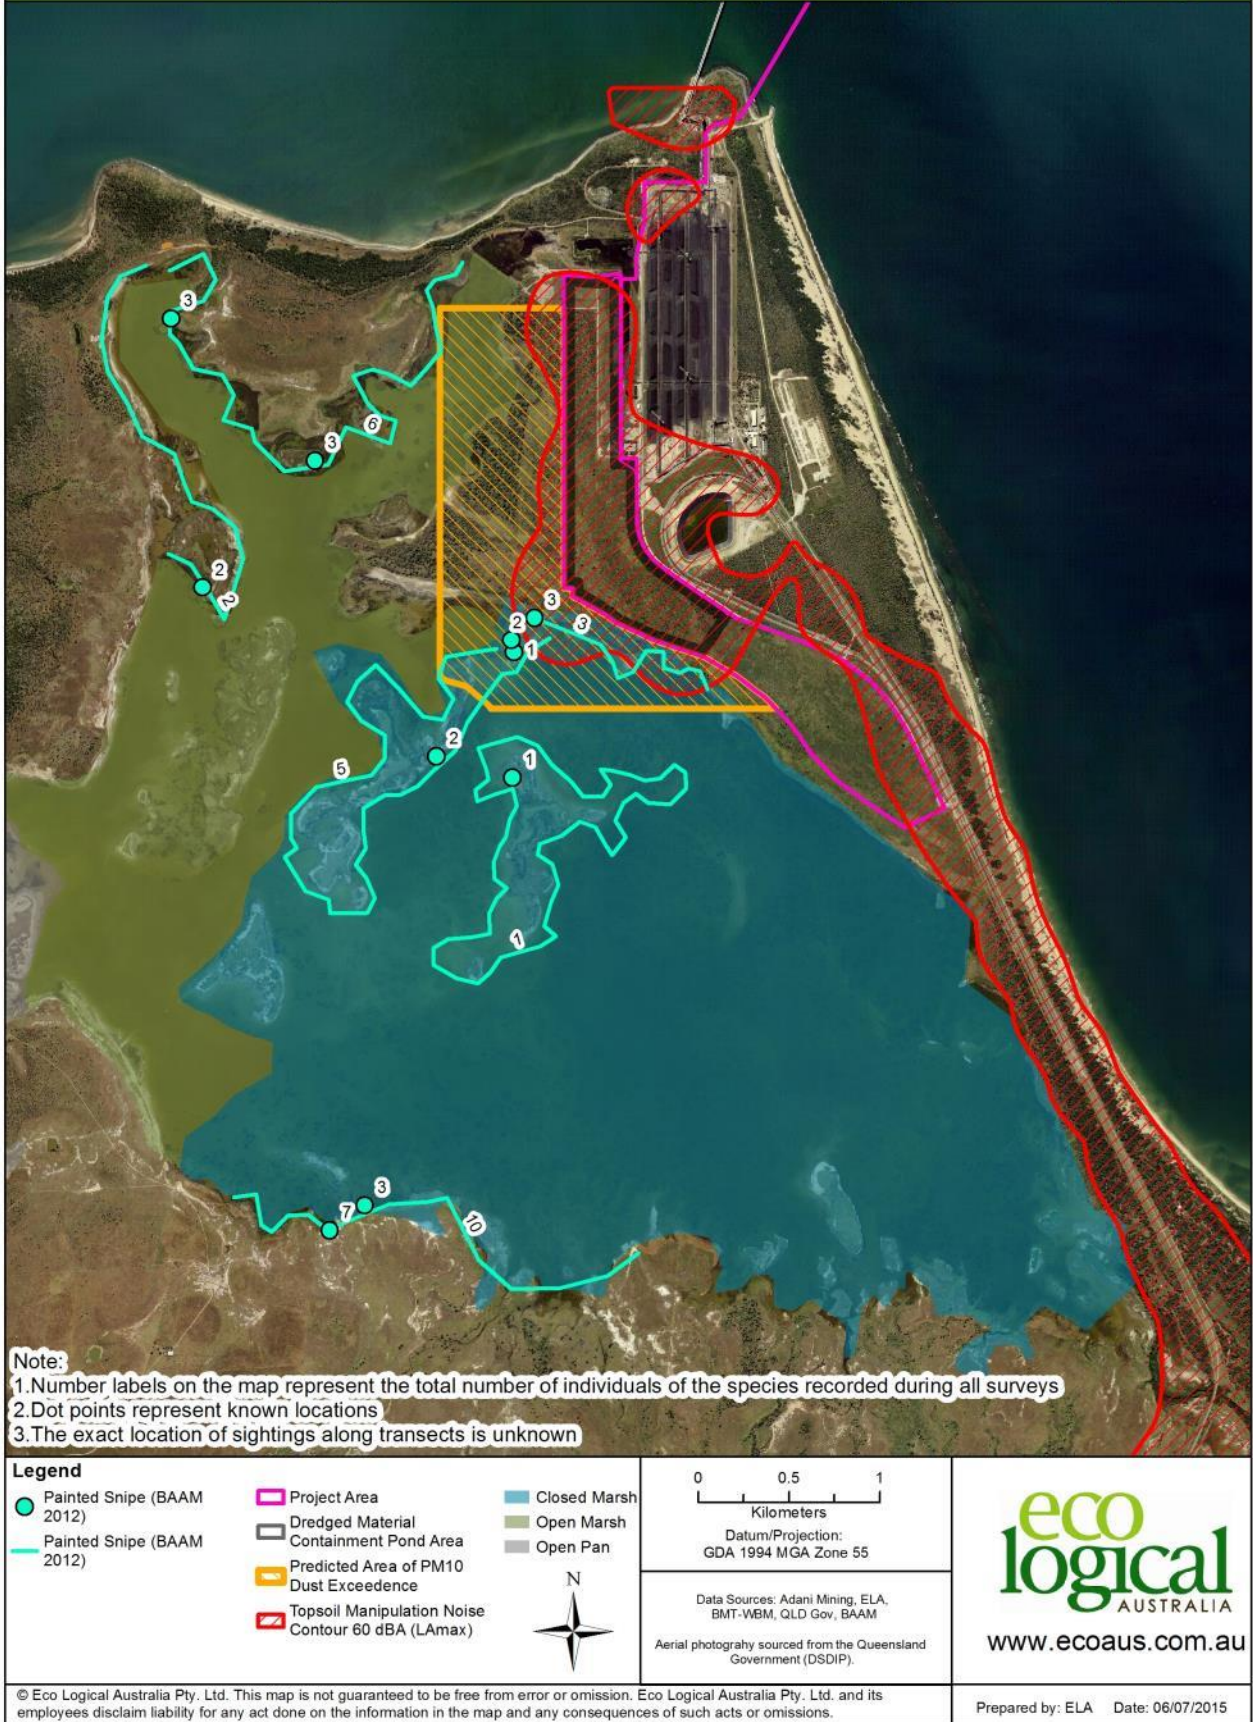 3
3
6
2
2
3
3
2
1
2
5
1
1
3
7
10
Note:
1.Number labels on the map represent the total number of individuals of the species recorded during all surveys
2.Dot points represent known locations
3.The exact location of sightings along transects is unknown
Legend
Painted Snipe (BAAM
2012)
Painted Snipe (BAAM
2012)
Project Area
Dredged Material
Containment Pond Area
Predicted Area of PM10
Dust Exceedence
Topsoil Manipulation Noise
Contour 60 dBA (LAmax)
Closed Marsh
Open Marsh
Open Pan
N
0 0.5 1
Kilometers
Datum/Projection:
GDA 1994 MGA Zone 55
Data Sources: Adani Mining, ELA,
BMT-WBM, QLD Gov, BAAM
Aerial photograhy sourced from the Queensland
Government (DSDIP).
eco
logical
AUSTRALIA
www.ecoaus.com.au
© Eco Logical Australia Pty. Ltd. This map is not guaranteed to be free from error or omission. Eco Logical Australia Pty. Ltd. and its
employees disclaim liability for any act done on the information in the map and any consequences of such acts or omissions.
Prepared by: ELA Date: 06/07/2015